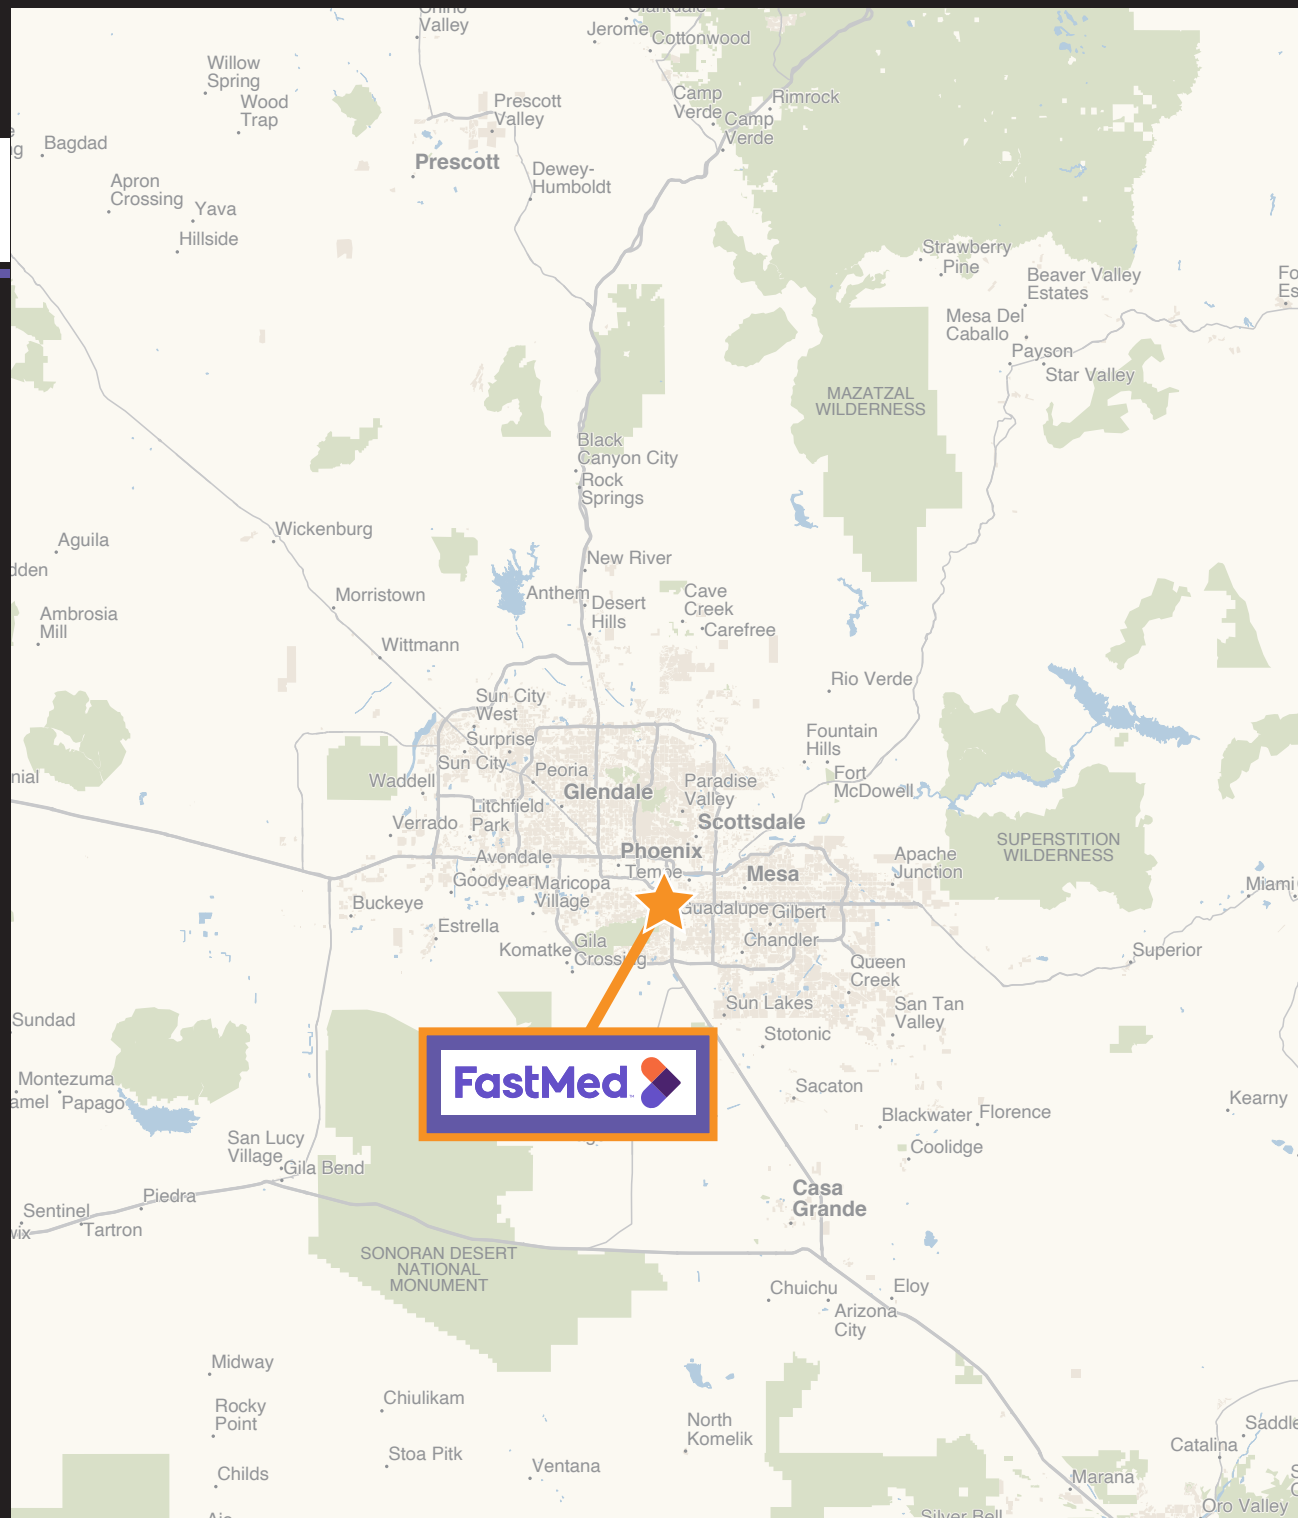 Chino
Valley
Clarkdale
Jerome
Cottonwood
Willow
Spring
Wood
Trap
Prescott
Valley
Camp
Verde
Rimrock
Camp
Verde
Bagdad
Prescott
Dewey-
Humboldt
Apron
Crossing
Yava
Hillside
Strawberry
Pine
Beaver Valley
Estates
Mesa Del
Caballo
Payson
Star Valley
MAZATZAL
WILDERNESS
Black
Canyon City
Rock
Springs
Wickenburg
Aguila
New River
Anthem
Desert
Hills
Cave
Creek
Carefree
Morristown
Ambrosia
Mill
Wittmann
Rio Verde
Sun City
West
Surprise
Sun City
Fountain
Hills
Fort
McDowell
Peoria
Waddell
Glendale
Paradise
Valley
Litchfield
Park
Verrado
Scottsdale
SUPERSTITION
WILDERNESS
Phoenix
Avondale
Tempe
Mesa
Apache
Junction
Goodyear
Maricopa
Village
Miami
Buckeye
Guadalupe
Gilbert
Estrella
Komatke
Gila
Crossing
Chandler
Superior
Queen
Creek
Sun Lakes
San Tan
Valley
Sundad
Stotonic
Montezuma
Papago
FastMed
Sacaton
Kearny
Blackwater
Florence
Coolidge
San Lucy
Village
Gila Bend
Piedra
Casa
Grande
Sentinel
Tartron
SONORAN DESERT
NATIONAL
MONUMENT
Chuichu
Eloy
Arizona
City
Midway
Rocky
Point
Chiulikam
North
Komelik
Catalina
Stoa Pitk
Ventana
Childs
Marana
Oro Valley
Silver Bell